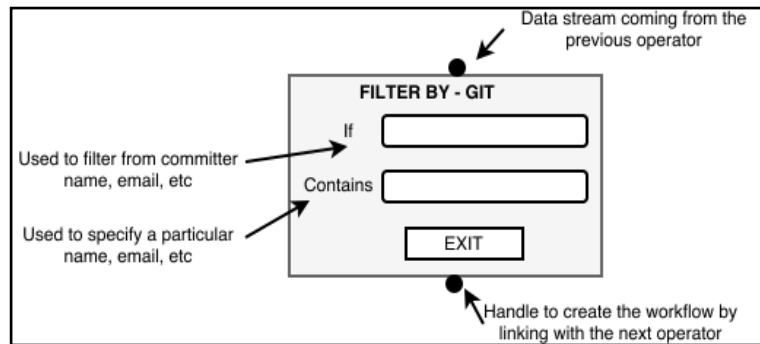 Data stream coming from the
previous operator
FILTER BY - GIT
If
Used to filter from committer
name, email, etc
Contains
Used to specify a particular
name, email, etc
EXIT
Handle to create the workflow by
linking with the next operator